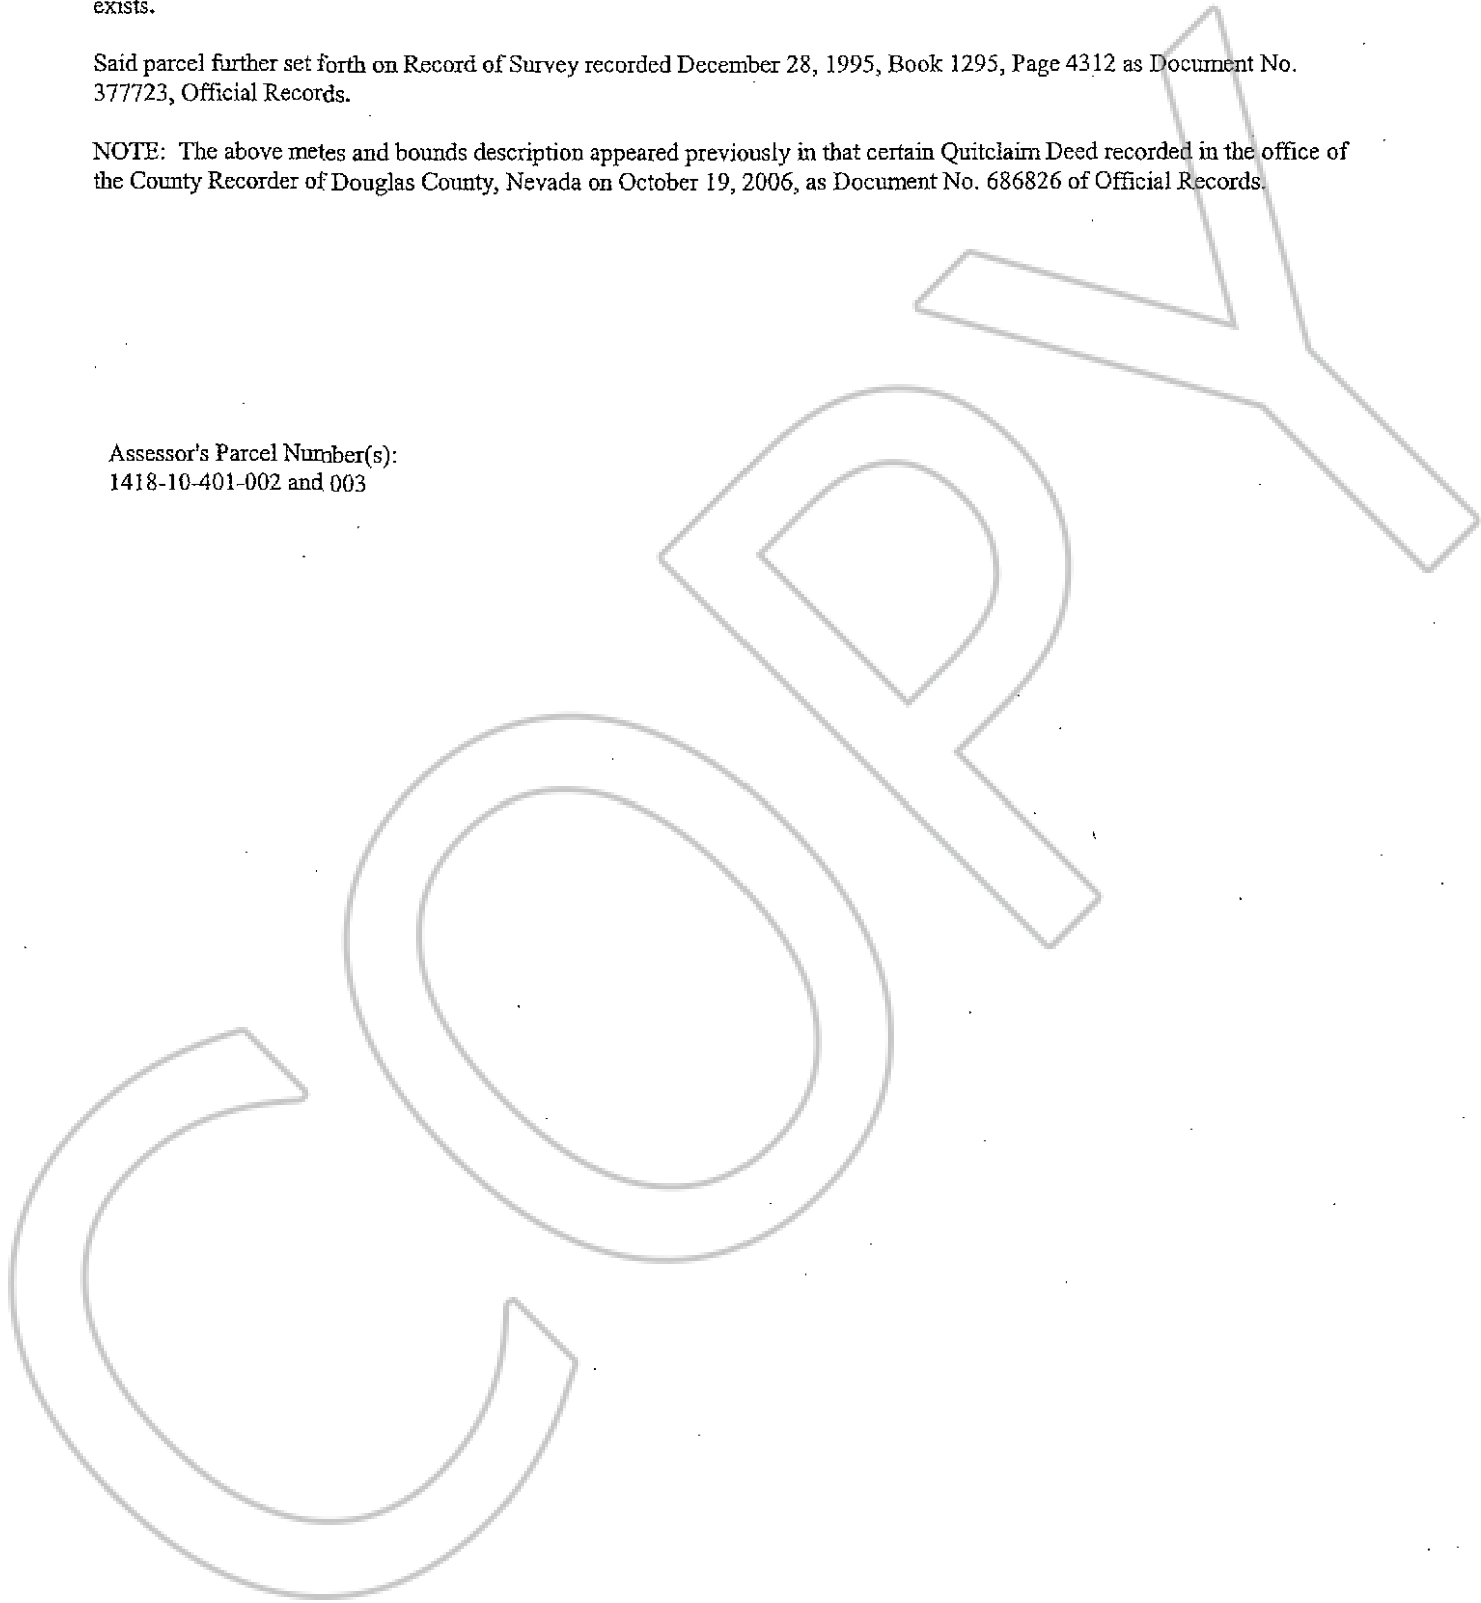 exists.
Said parcel further set forth on Record of Survey recorded December 28, 1995, Book 1295, Page 4312 as Document No.
377723, Official Records.
NOTE: The above metes and bounds description appeared previously in that certain Quitclaim Deed recorded in the office of
the County Recorder of Douglas County, Nevada on October 19, 2006, as Document No. 686826 of Official Records.
Assessor's Parcel Number(s):
1418-10-401-002 and 003
COPY